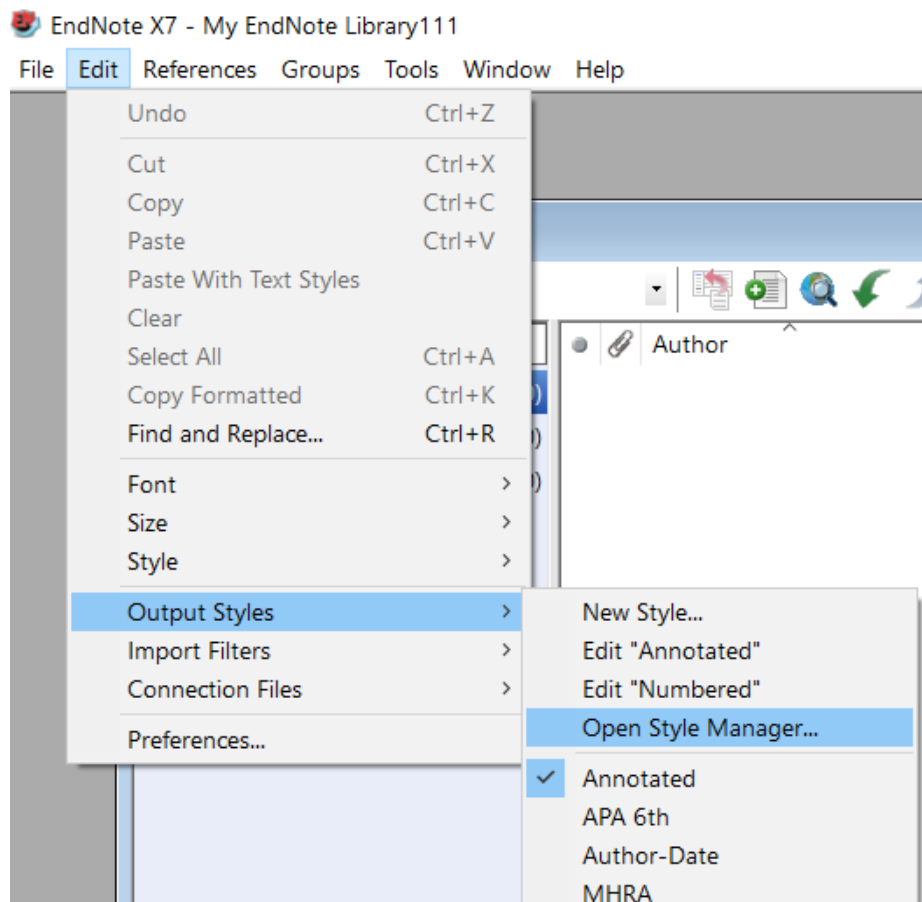 EndNote X7 - My EndNote Library111
File Edit References Groups Tools Window Help
Undo Ctrl+Z
Cut Ctrl+X
Copy Ctrl+C
Paste Ctrl+V
Paste With Text Styles
Clear
Select All Ctrl+A
Copy Formatted Ctrl+K
Find and Replace... Ctrl+R
Font
Size
Style
Output Styles
Import Filters
Connection Files
Preferences...
Author
New Style...
Edit "Annotated"
Edit "Numbered"
Open Style Manager...
Annotated
APA 6th
Author-Date
MHRA